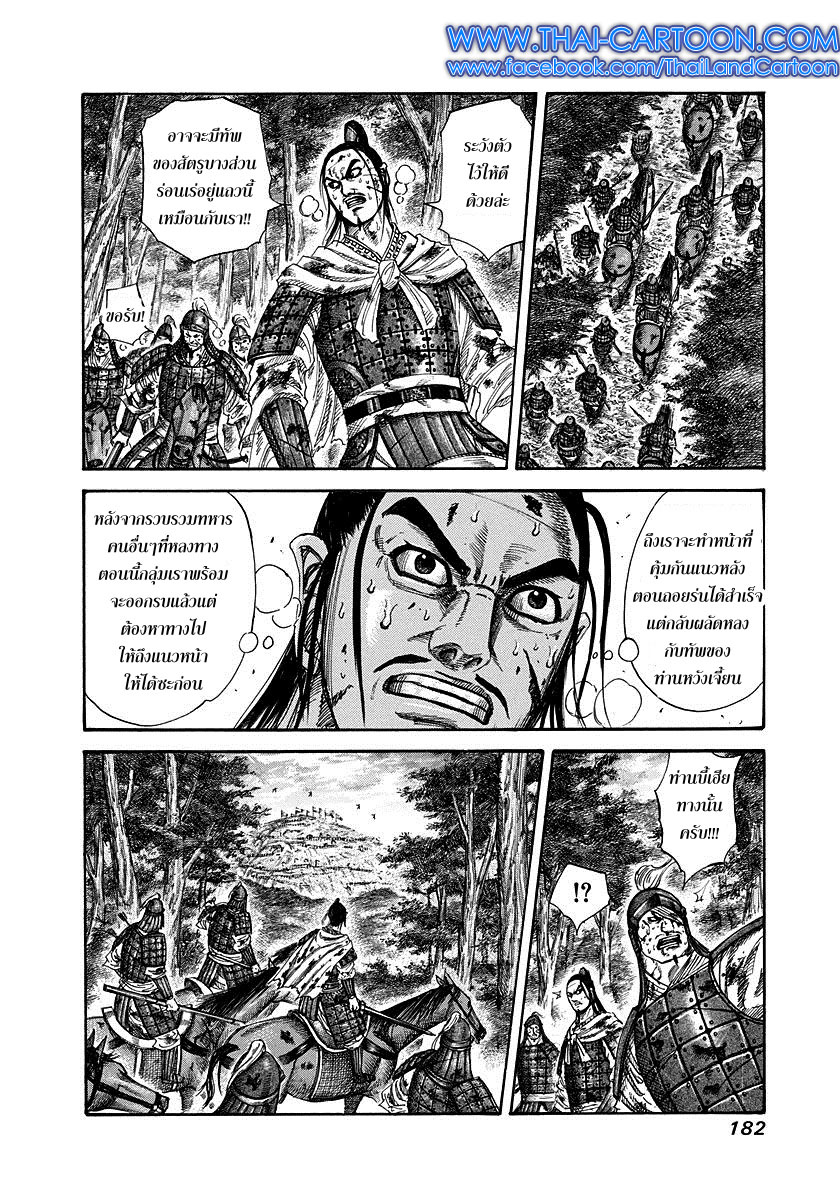 WWW.THAI-CARTOON.COM
www.facebook.com/ThaiLandCartoon
ระวังตัว
ไว้ให้ดี
ด้วยล่ะ
อาจจะมีทัพ
ของสัตรูบางส่วน
ร่อนเร่อยู่แถวนี้
เหมือนกับเรา!!
ขอรับ!
ถึงเราจะทำหน้าที่
คุ้มกันแนวหลัง
ตอนถอยร่นได้สำเร็จ
แต่กลับผลัดหลง
กับทัพของ
ท่านหวังเจี้ยน
หลังจากรวบรวมทหาร
คนอื่นๆที่หลงทาง
ตอนนี้กลุ่มเราพร้อม
จะออกรบแล้วแต่
ต้องหาทางไป
ให้ถึงแนวหน้า
ให้ได้ซะก่อน
ท่านบี้เฮีย
ทางนั้น
ครับ!!!
!?
182